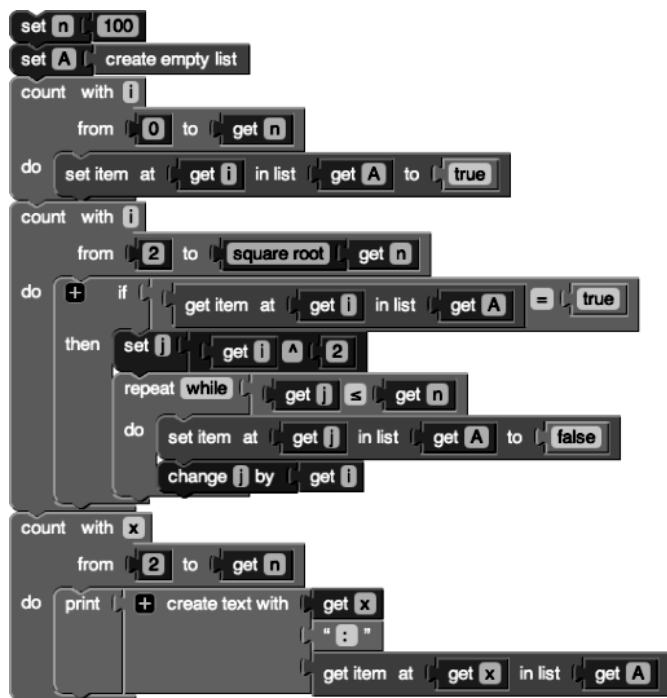 set n 100
set A create empty list
count with i
from 0 to get n
do set item at get i in list get A to true
count with i
from 2 to square root get n
do + if get item at get i in list get A = true
then set j get i ^ 2
repeat while get j ≤ get n
do set item at get j in list get A to false
change j by get i
count with x
from 2 to get n
do print + create text with get x
“ : ”
get item at get x in list get A